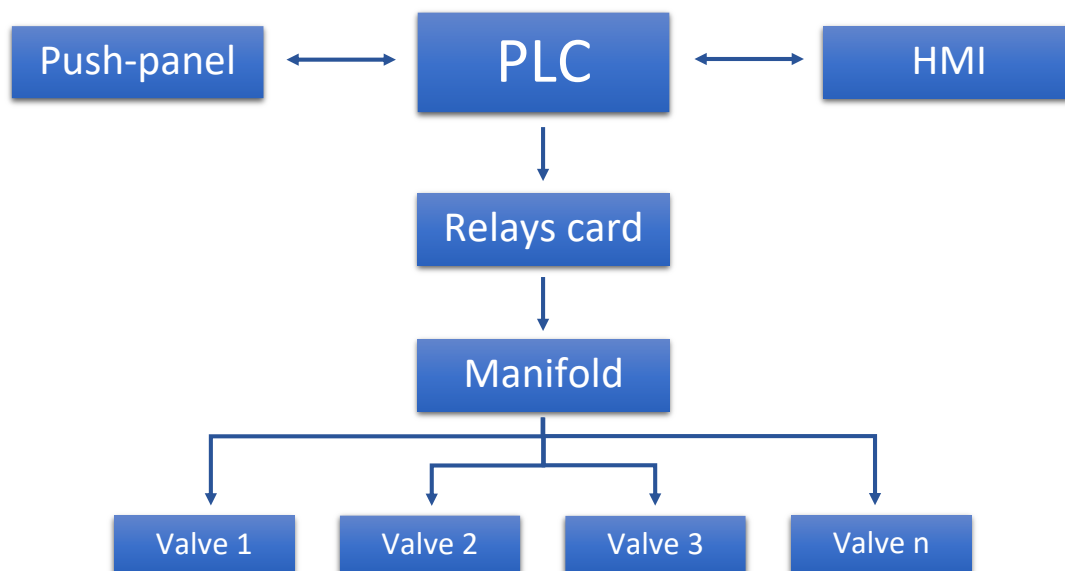 Push-panel
PLC
HMI
Relays card
Manifold
Valve 1
Valve 2
Valve 3
Valve n